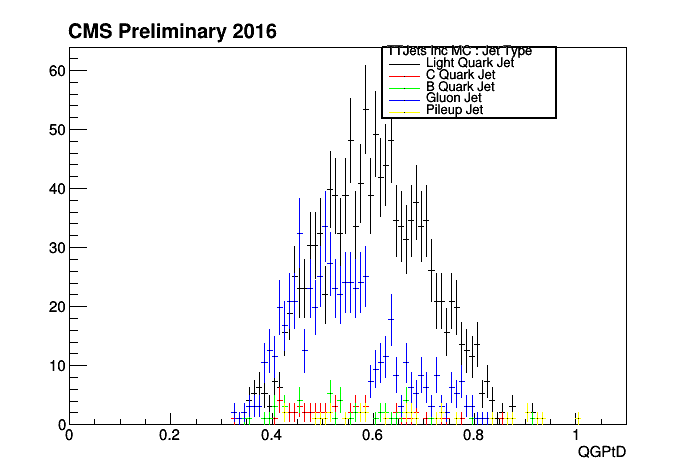 CMS Preliminary 2016
TTJets Inc MC : Jet Type
Light Quark Jet
C Quark Jet
B Quark Jet
Gluon Jet
Pileup Jet
60
50
40
30
20
10
0
0 0.2 0.4 0.6 0.8 1
QGPtD